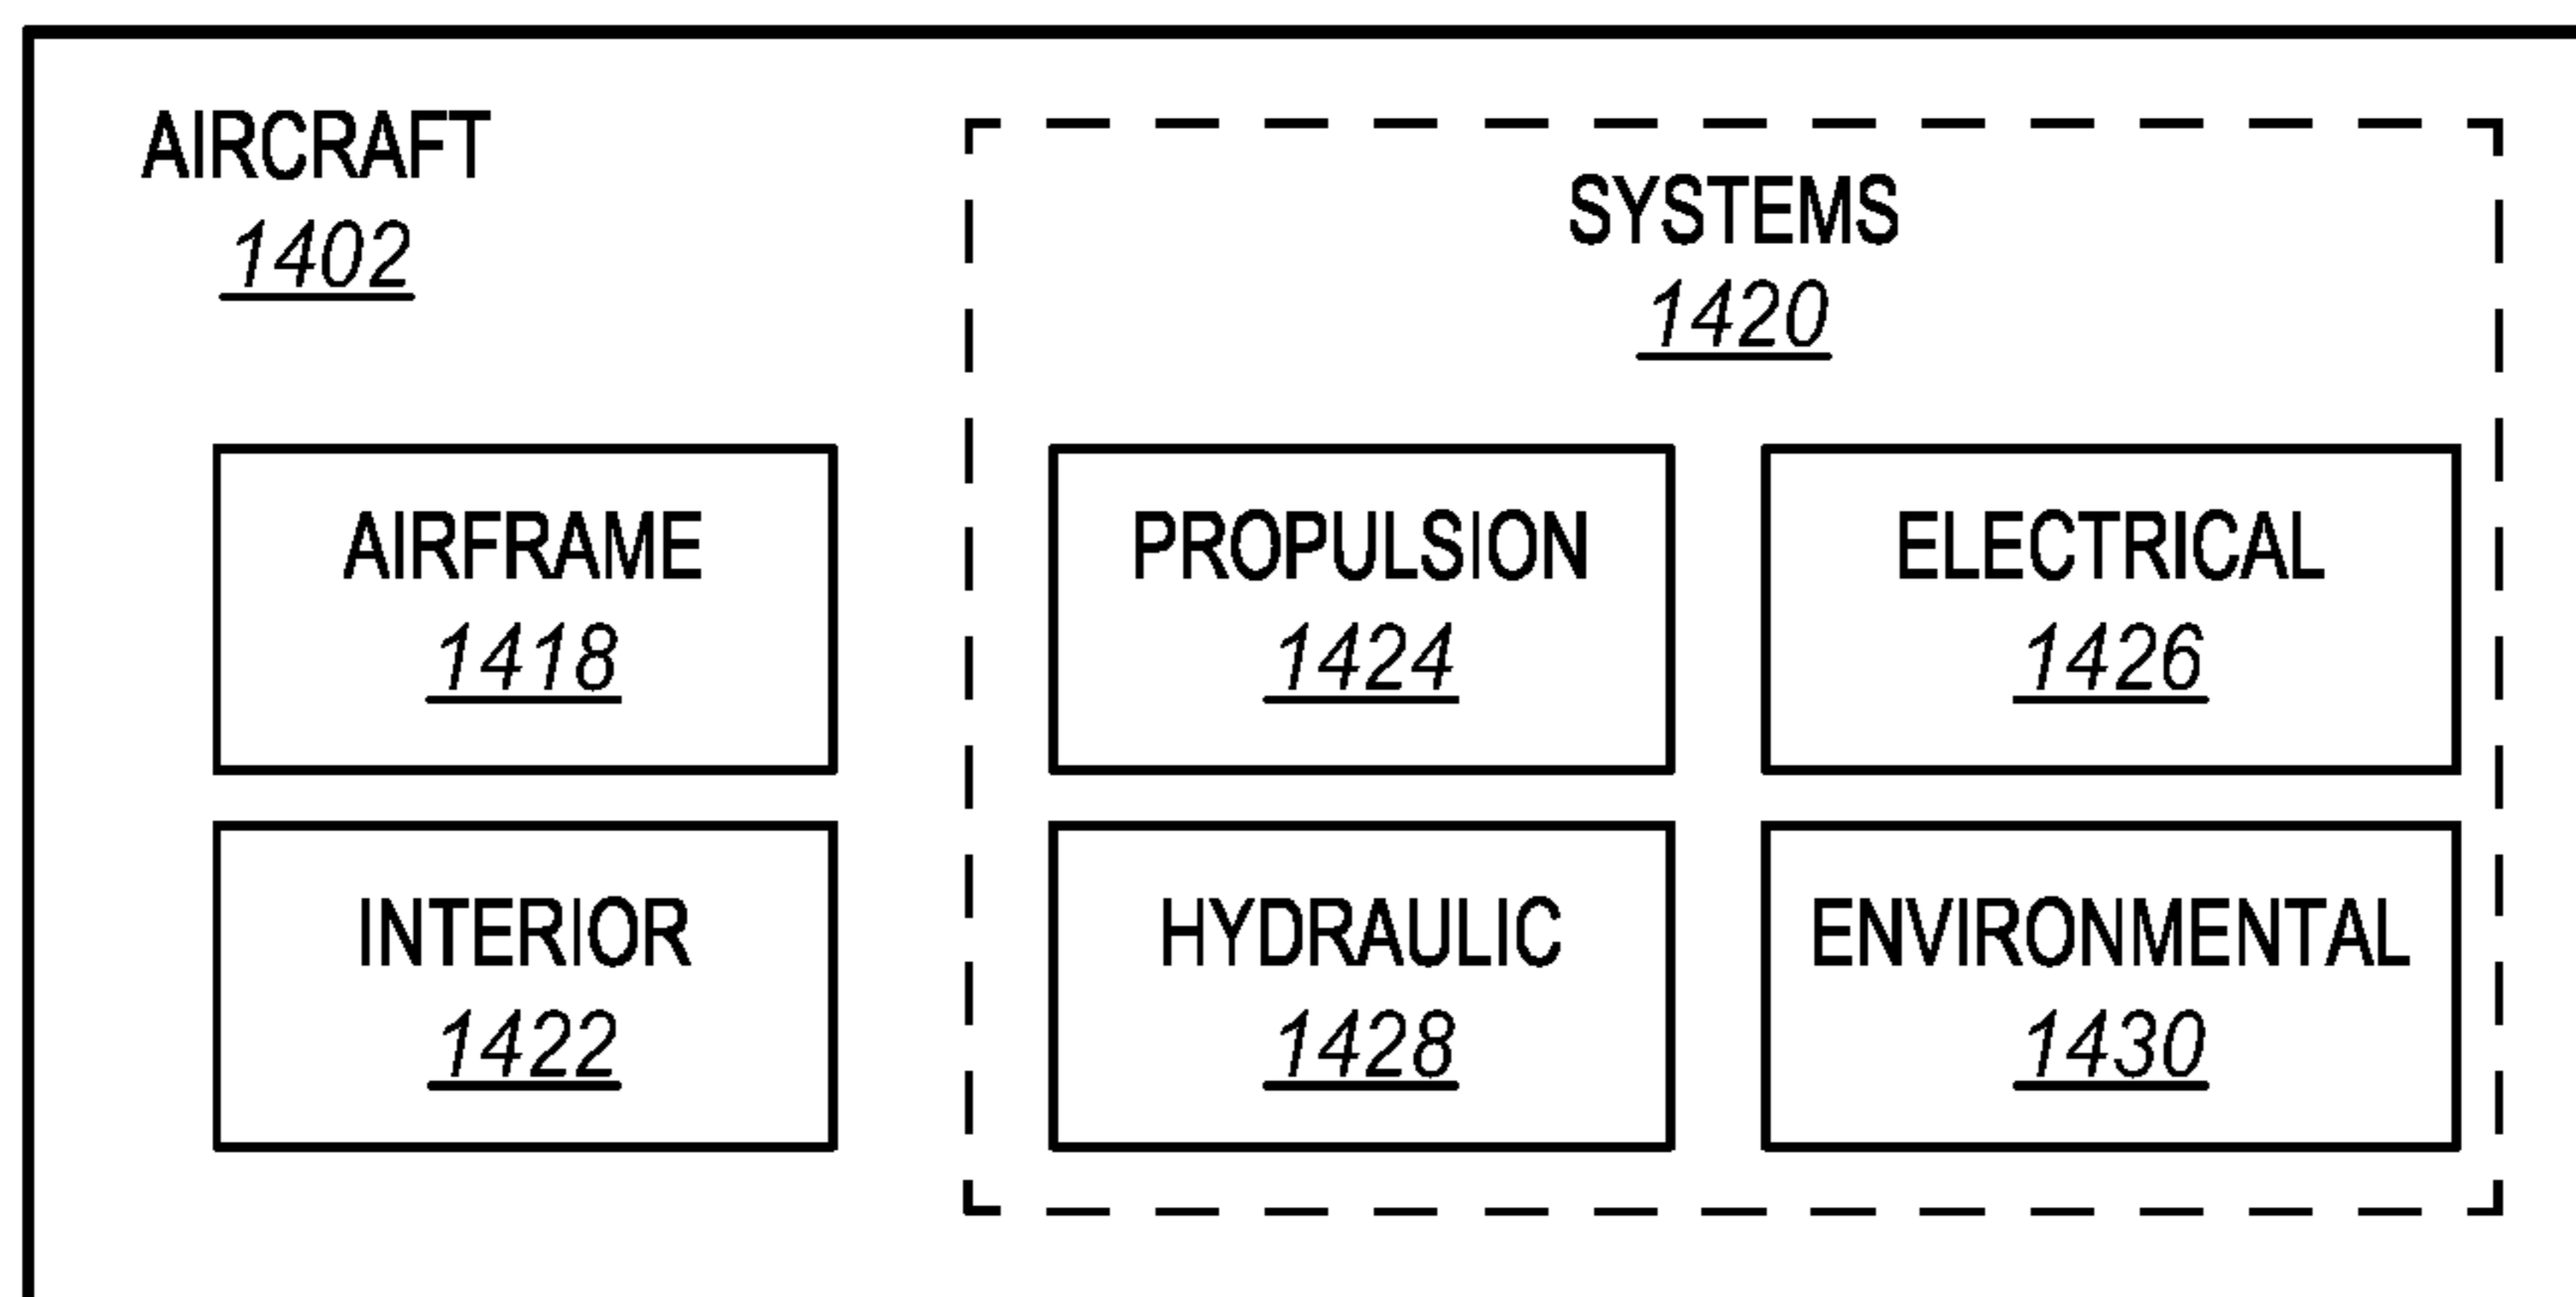 AIRCRAFT
1402
SYSTEMS
1420
AIRFRAME
1418
PROPULSION
1424
ELECTRICAL
1426
INTERIOR
1422
HYDRAULIC
1428
ENVIRONMENTAL
1430